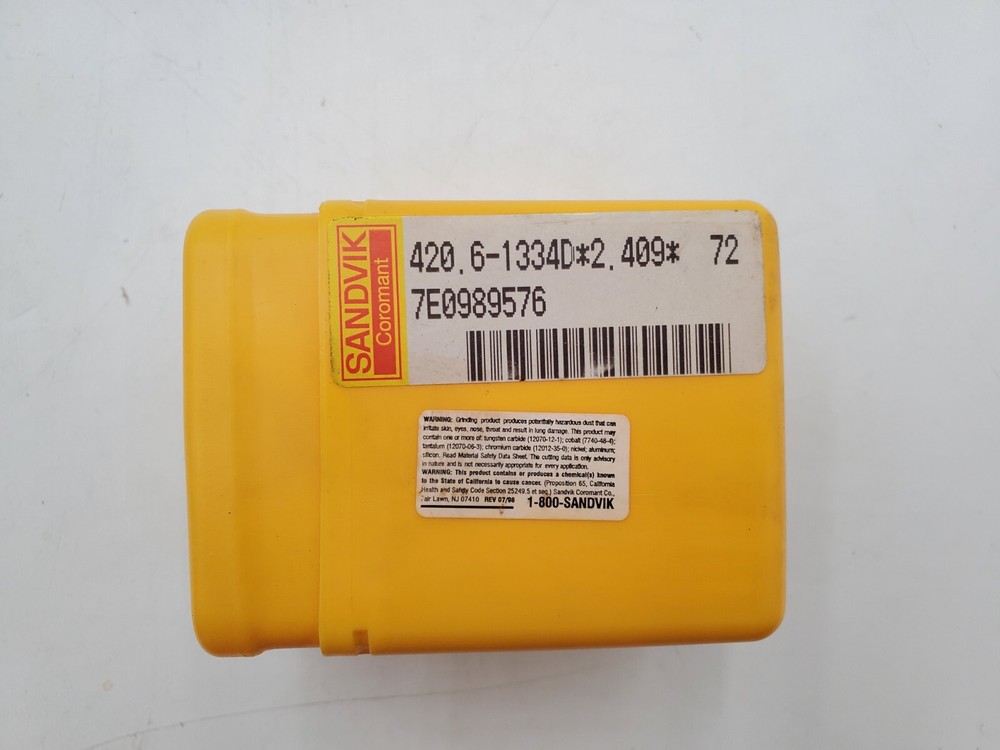 SANDVIK
Coromant
420.6-1334D*2.409* 72
7E0989576
WARNING: Grinding product produces potentially hazardous dust that can
irritate skin, eyes, nose, throat and result in lung damage. This product may
contain one or more of: tungsten carbide (12070-12-1); cobalt (7740-48-4);
tantalum (12070-06-3); chromium carbide (12012-35-0); nickel; aluminum;
silicon. Read Material Safety Data Sheet. The cutting data is only advisory
in nature and is not necessarily appropriate for every application.
WARNING: This product contains or produces a chemical(s) known
to the State of California to cause cancer. (Proposition 65, California
Health and Safety Code Section 25249.5 et seq.) Sandvik Coromant Co.,
Fair Lawn, NJ 07410 REV 07/98 1-800-SANDVIK